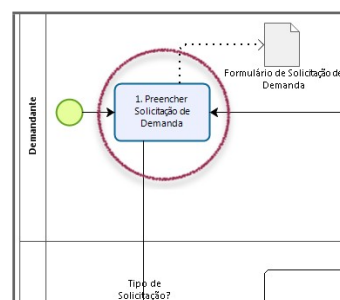 Formulário de Solicitação de
Demanda
1. Preencher
Solicitação de
Demanda
Demandante
Tipo de
Solicitação?